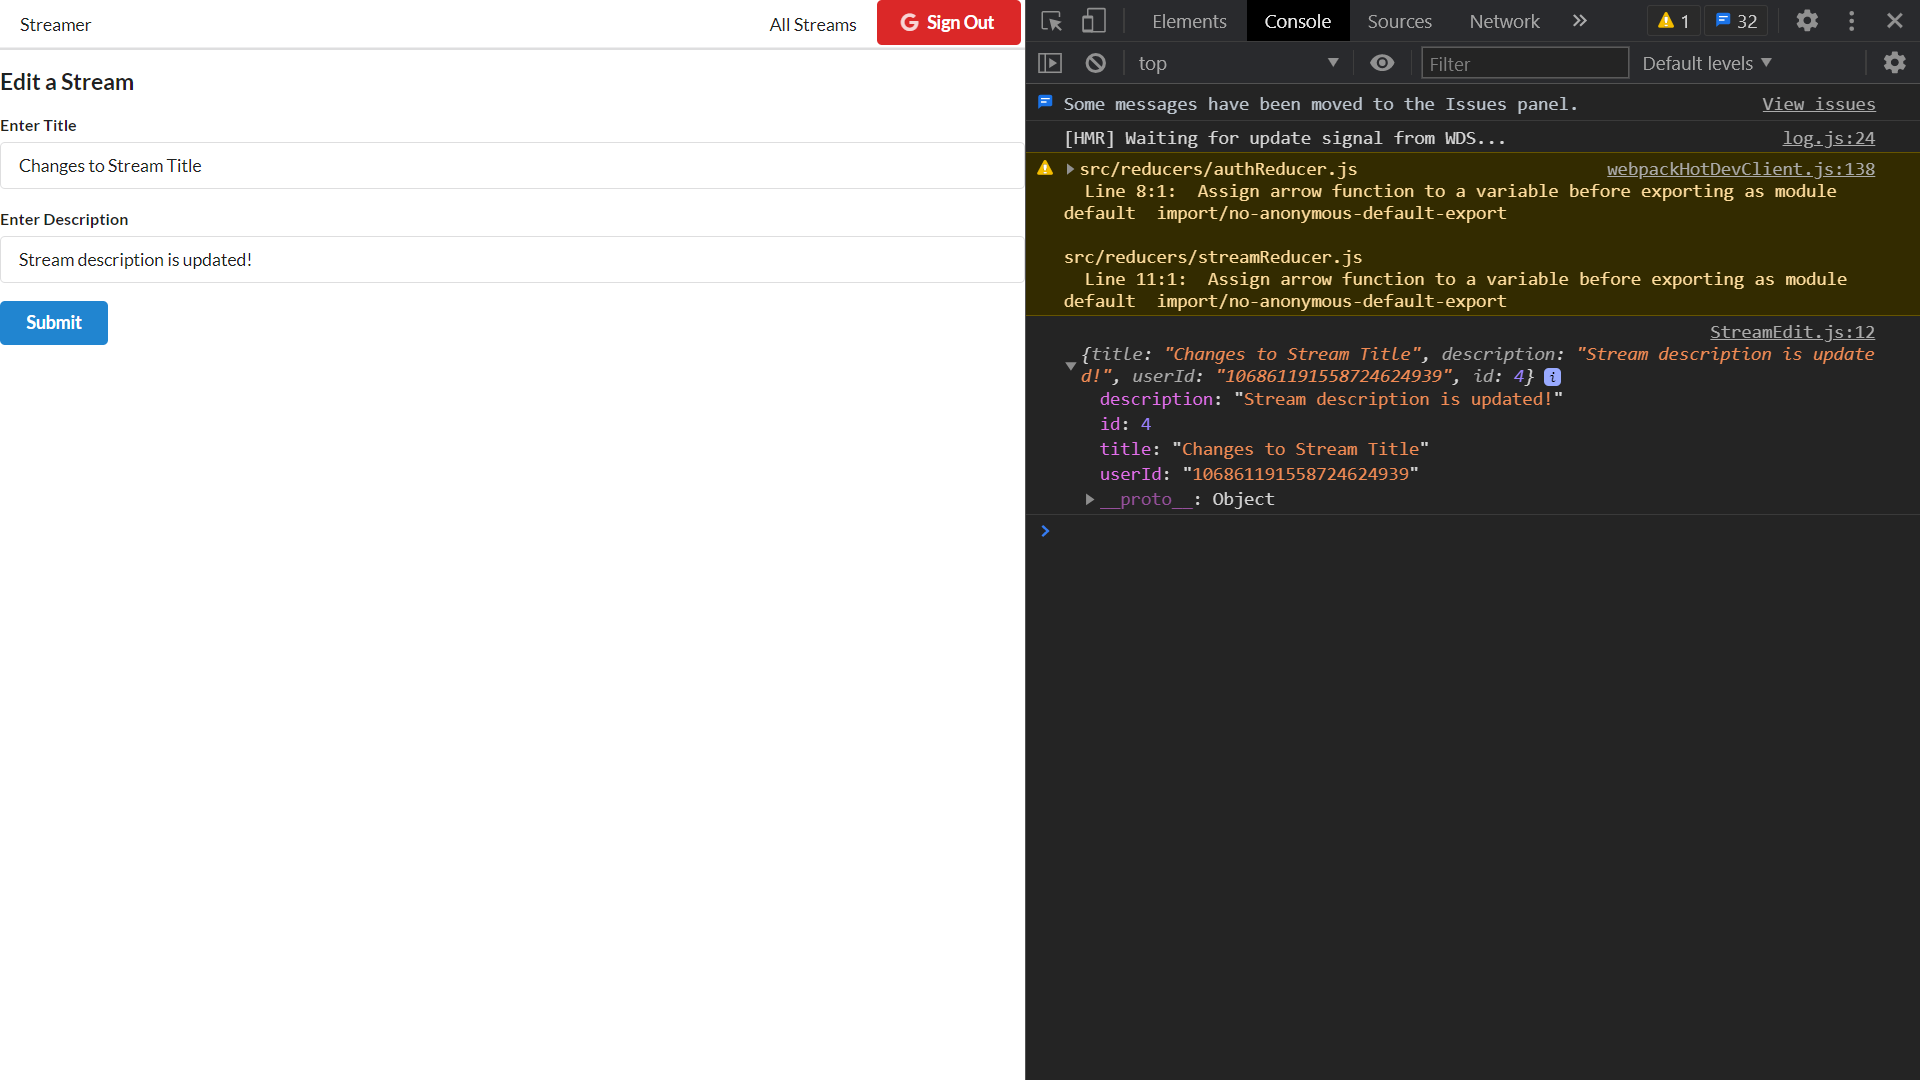 Streamer
All Streams
Sign Out
Edit a Stream
Enter Title
Changes to Stream Title
Enter Description
Stream description is updated!
Submit
Elements Console Sources Network » 1 32
top Filter Default levels
Some messages have been moved to the Issues panel. View issues
[HMR] Waiting for update signal from WDS... log.js:24
src/reducers/authReducer.js webpackHotDevClient.js:138
Line 8:1: Assign arrow function to a variable before exporting as module
default import/no-anonymous-default-export
src/reducers/streamReducer.js
Line 11:1: Assign arrow function to a variable before exporting as module
default import/no-anonymous-default-export
StreamEdit.js:12
{title: "Changes to Stream Title", description: "Stream description is update
d!", userId: "106861191558724624939", id: 4} i
description: "Stream description is updated!"
id: 4
title: "Changes to Stream Title"
userId: "106861191558724624939"
__proto__: Object